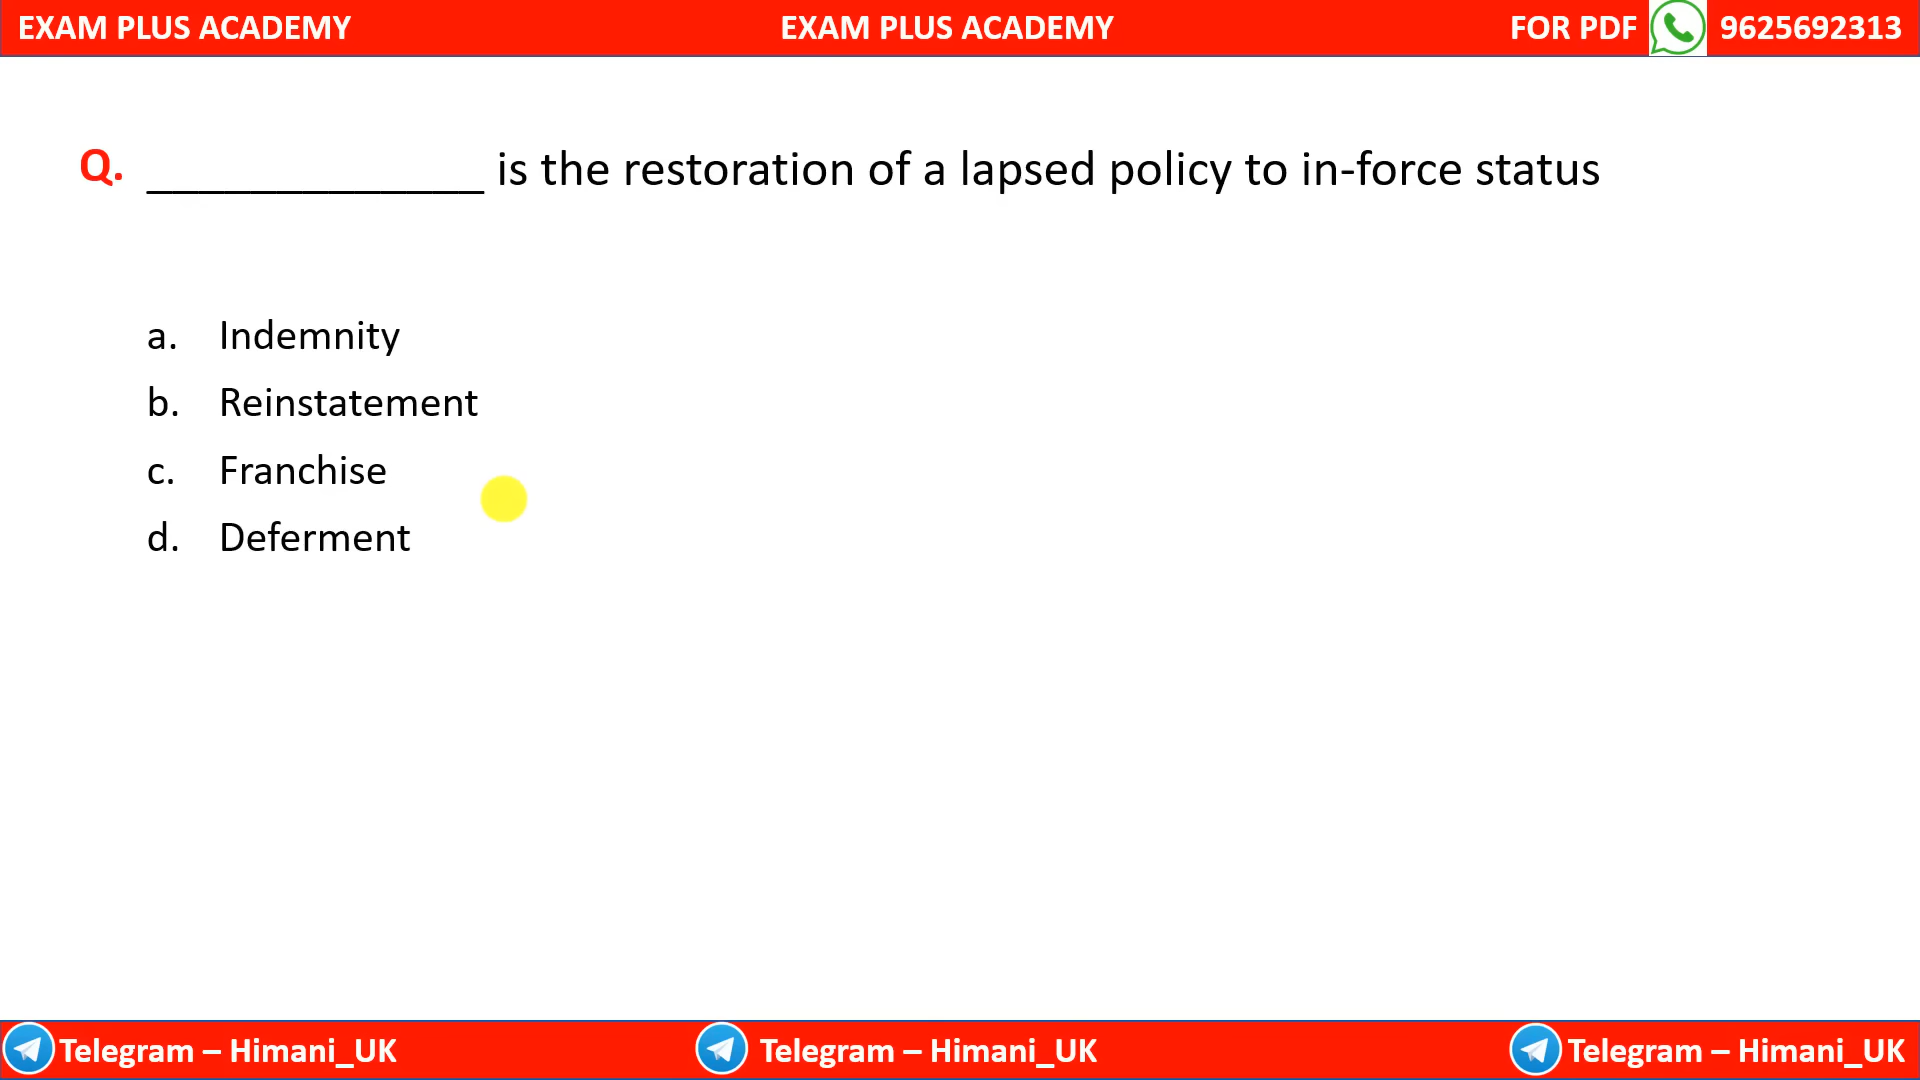 EXAM PLUS ACADEMY EXAM PLUS ACADEMY FOR PDF 9625692313
Q. _____________ is the restoration of a lapsed policy to in-force status
a. Indemnity
b. Reinstatement
c. Franchise
d. Deferment
Telegram – Himani_UK Telegram – Himani_UK Telegram – Himani_UK